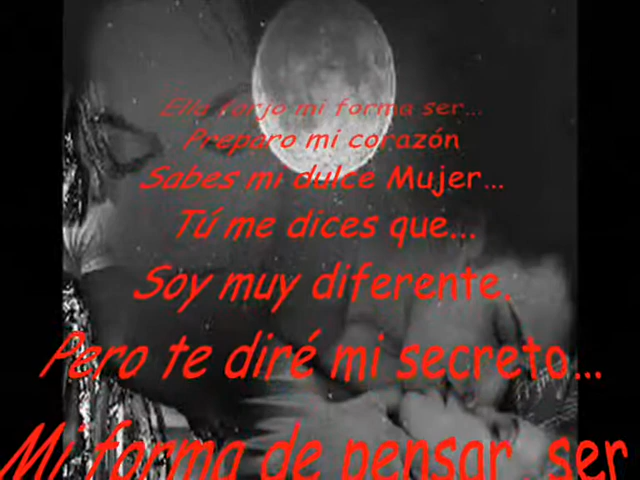 Ella forjo mi forma ser...
Preparo mi corazón
Sabes mi dulce Mujer...
Tú me dices que...
Soy muy diferente.
Pero te diré mi secreto...
Mi forma de pensar, ser